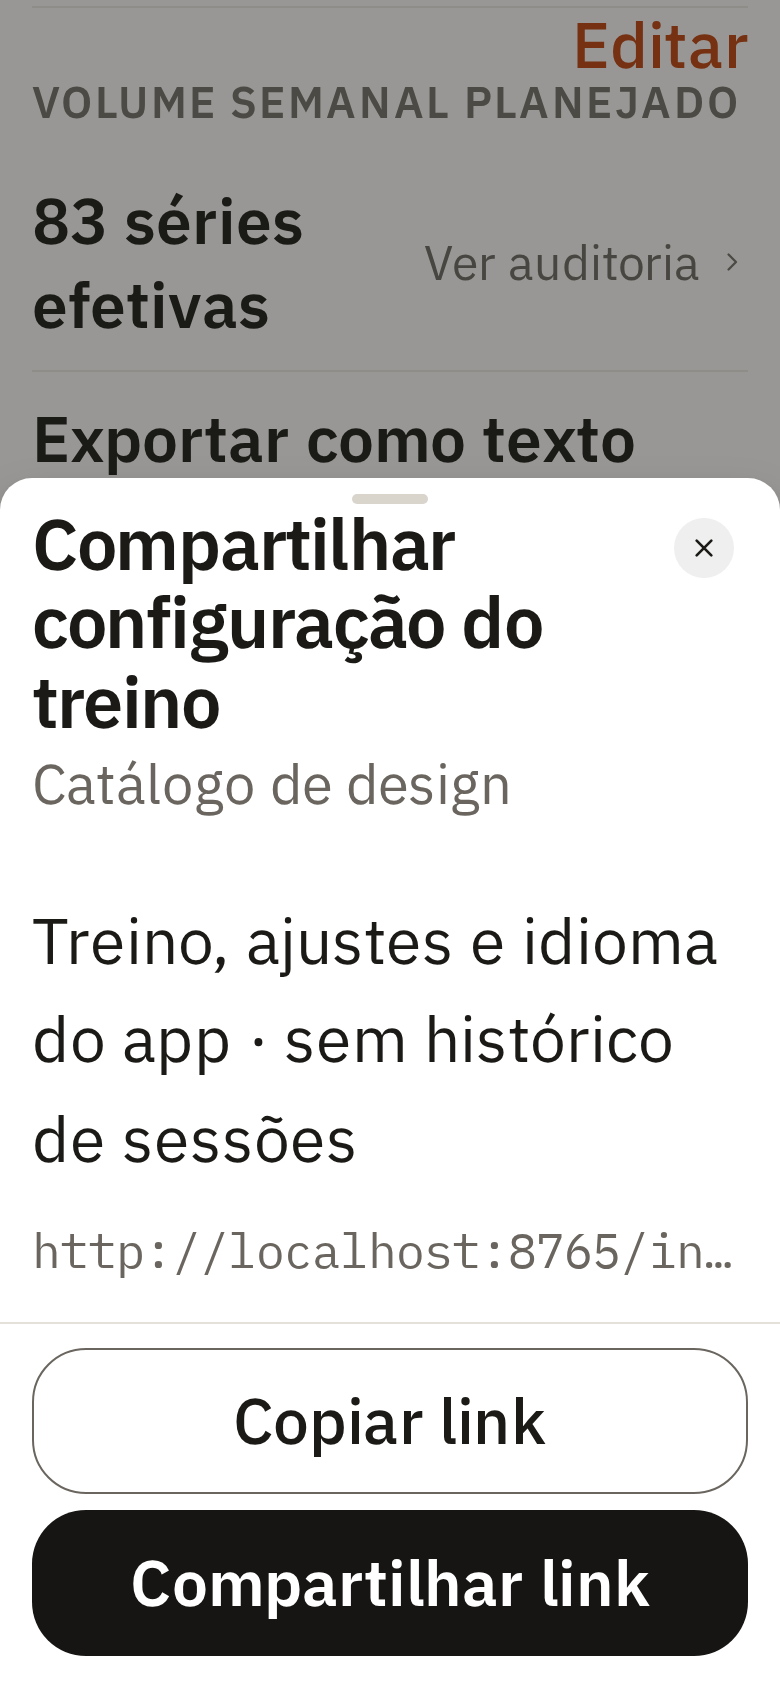 Editar
VOLUME SEMANAL PLANEJADO
83 séries
efetivas
Ver auditoria
Exportar como texto
Compartilhar
configuração do
treino
Catálogo de design
Treino, ajustes e idioma
do app · sem histórico
de sessões
http://localhost:8765/in…
Copiar link
Compartilhar link